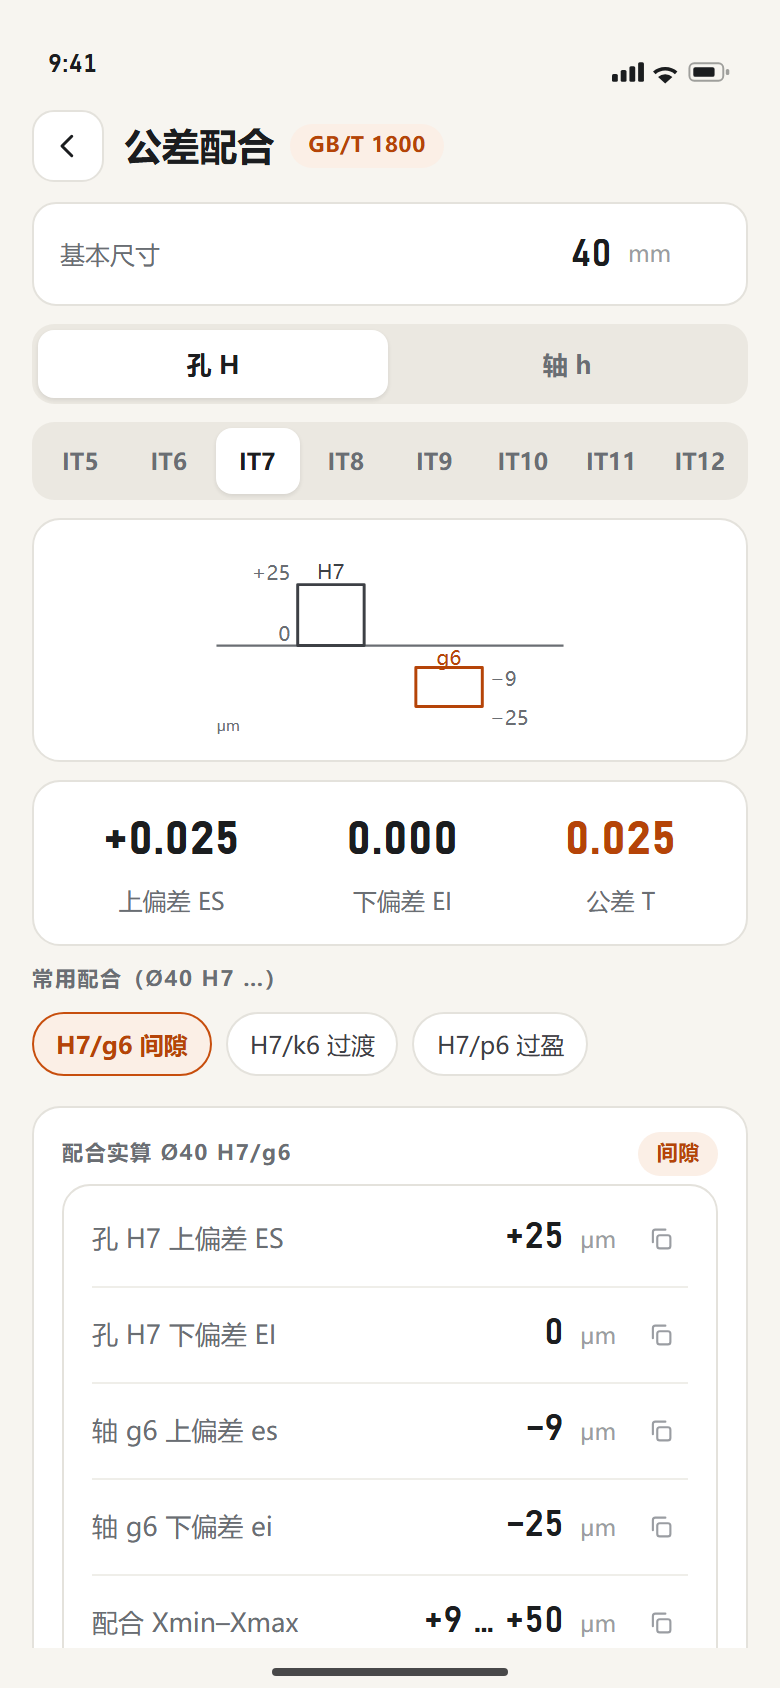 9:41
公差配合 GB/T 1800
基本尺寸 40 mm
孔 H 轴 h
IT5 IT6 IT7 IT8 IT9 IT10 IT11 IT12
+25 H7
0
g6
−9
−25
µm
+0.025 0.000 0.025
上偏差 ES 下偏差 EI 公差 T
常用配合（Ø40 H7 …）
H7/g6 间隙 H7/k6 过渡 H7/p6 过盈
配合实算 Ø40 H7/g6 间隙
孔 H7 上偏差 ES +25 µm
孔 H7 下偏差 EI 0 µm
轴 g6 上偏差 es −9 µm
轴 g6 下偏差 ei −25 µm
配合 Xmin–Xmax +9 … +50 µm